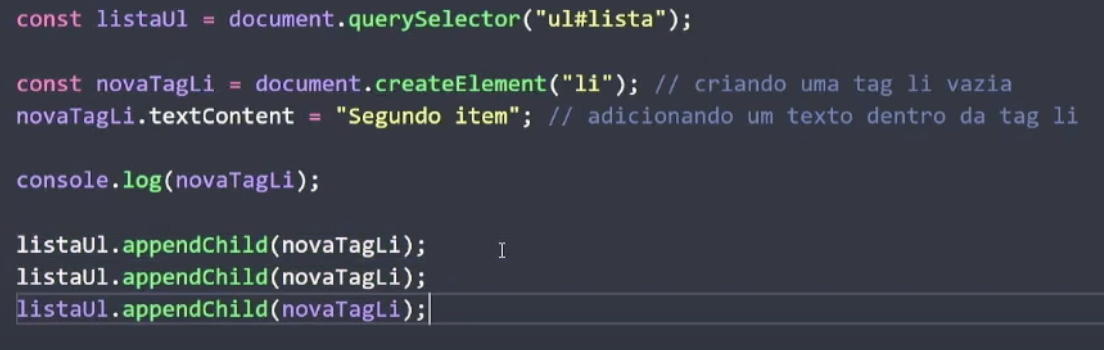 const listaUl = document.querySelector("ul#lista");
const novaTagLi = document.createElement("li"); // criando uma tag li vazia
novaTagLi.textContent = "Segundo item"; // adicionando um texto dentro da tag li
console.log(novaTagLi);
listaUl.appendChild(novaTagLi);
listaUl.appendChild(novaTagLi);
listaUl.appendChild(novaTagLi);